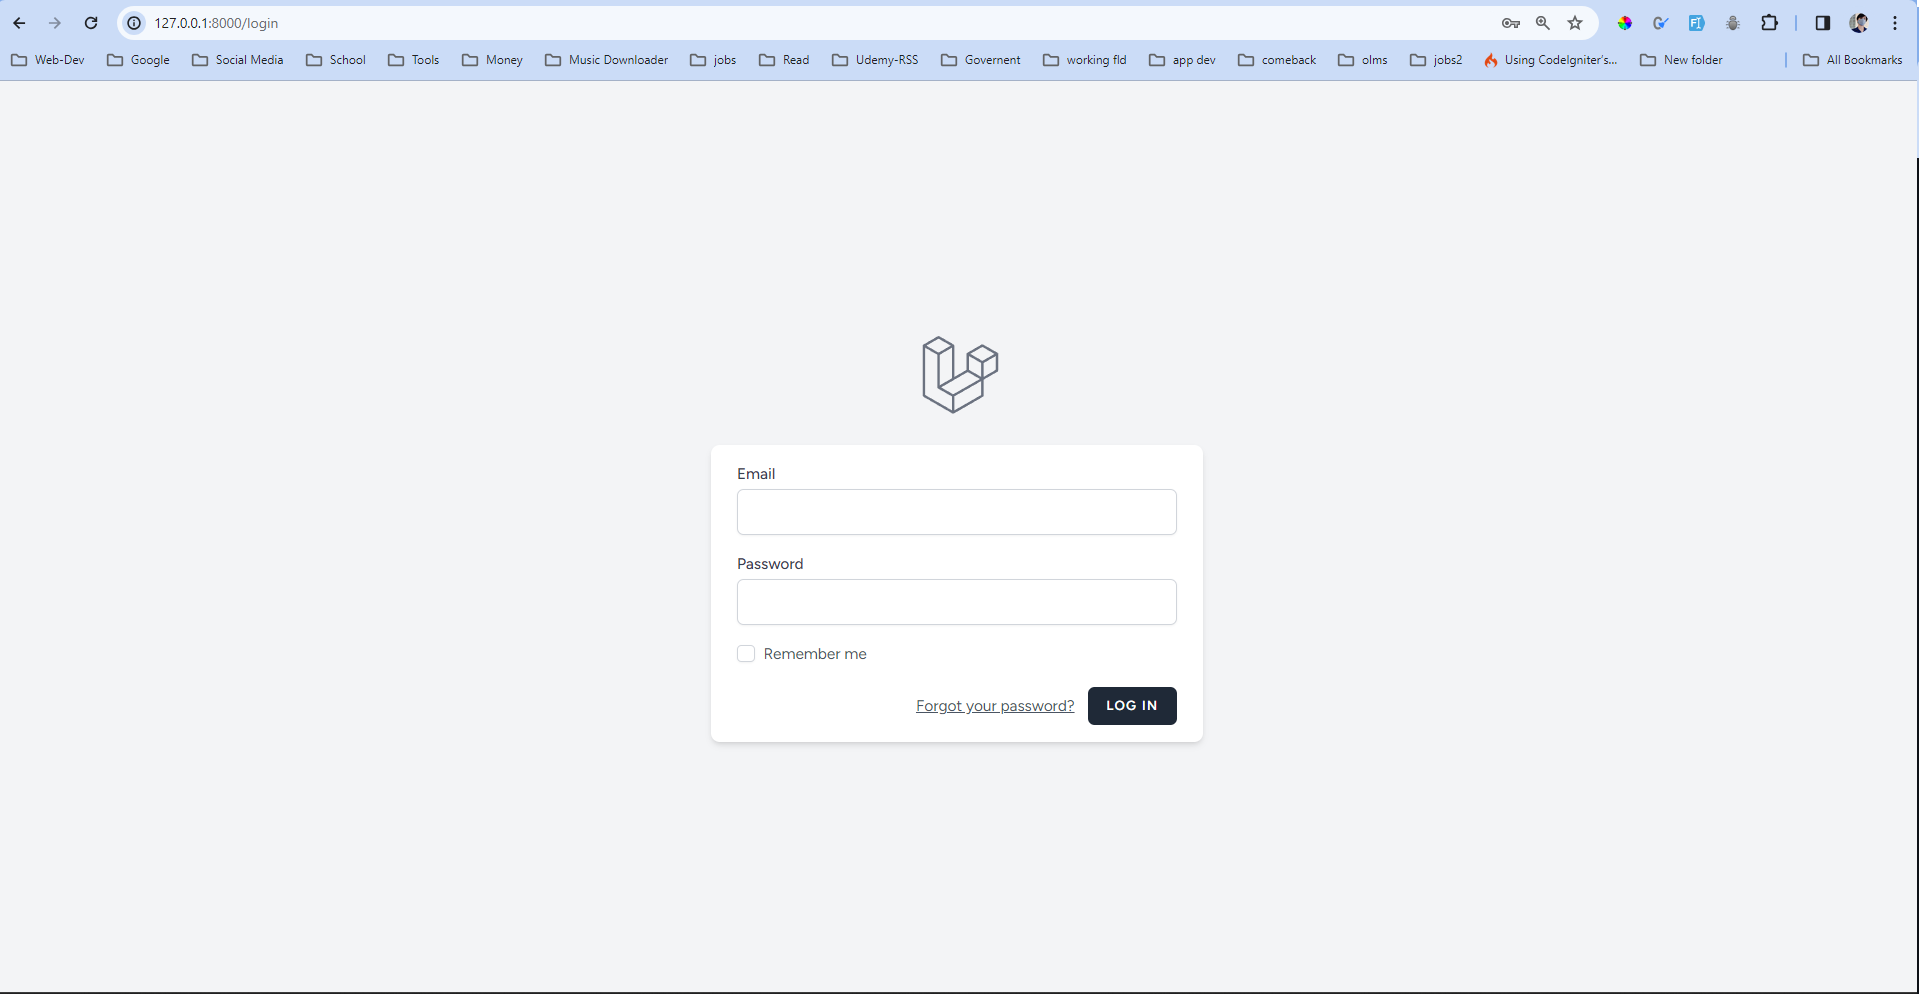 127.0.0.1:8000/login
Web-Dev Google Social Media School Tools Money Music Downloader jobs Read Udemy-RSS Governent working fld app dev comeback olms jobs2 Using CodeIgniter's... New folder All Bookmarks
Email
Password
Remember me
Forgot your password? LOG IN